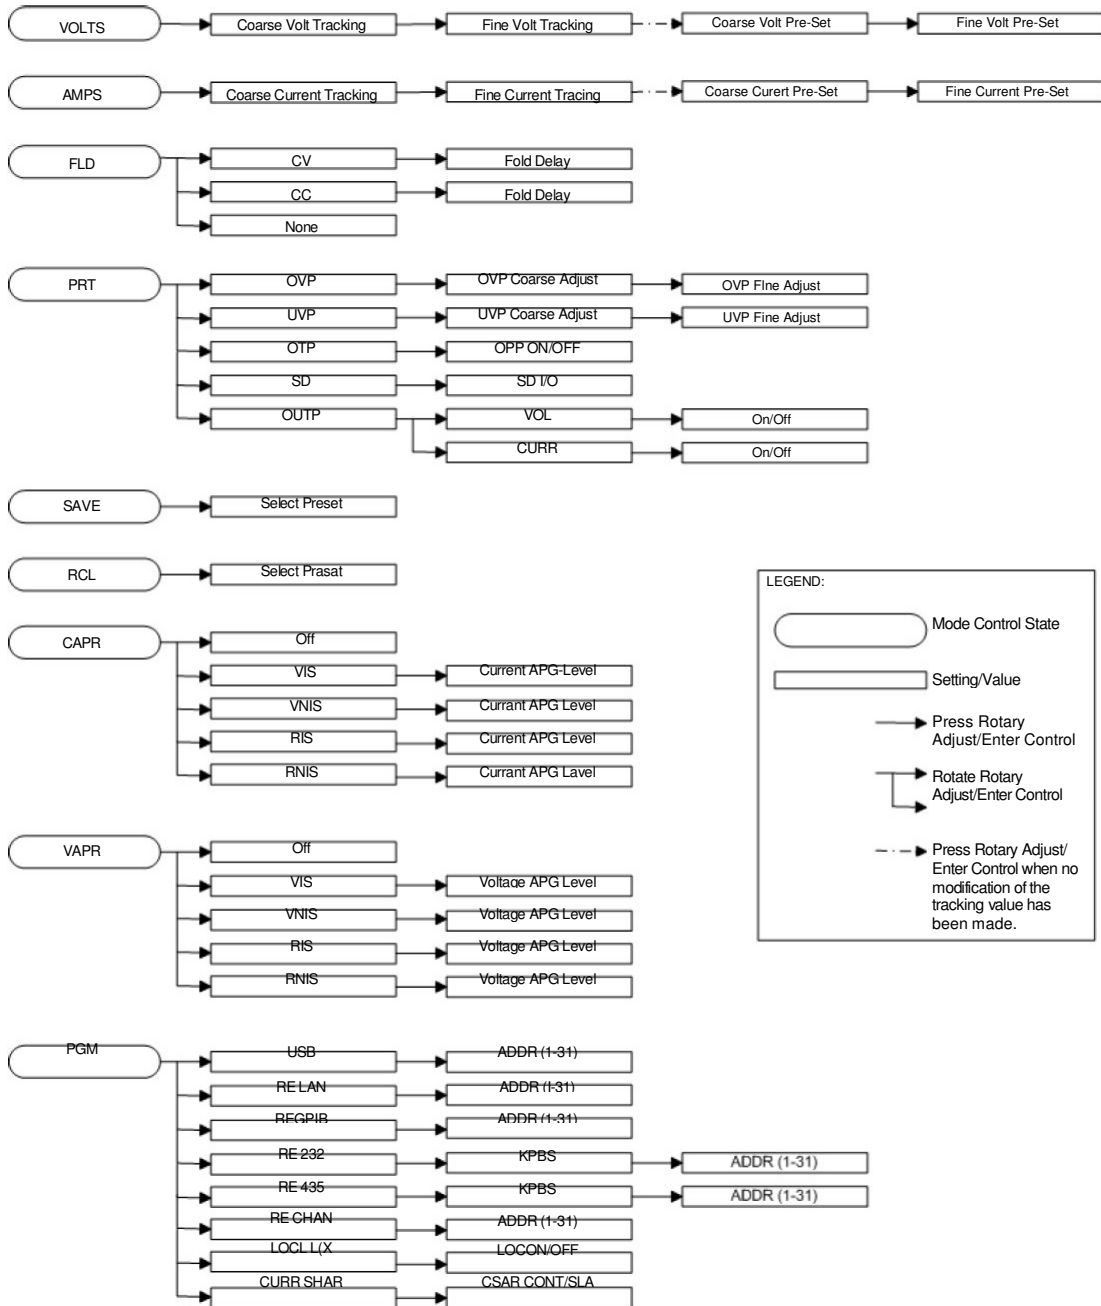 VOLTS Coarse Volt Tracking Fine Volt Tracking Coarse Volt Pre-Set Fine Volt Pre-Set
AMPS Coarse Current Tracking Fine Current Tracing Coarse Curert Pre-Set Fine Current Pre-Set
FLD CV Fold Delay
CC Fold Delay
None
PRT OVP OVP Coarse Adjust OVP FIne Adjust
UVP UVP Coarse Adjust UVP Fine Adjust
OTP OPP ON/OFF
SD SD I/O
OUTP VOL On/Off
CURR On/Off
SAVE Select Preset
RCL Select Prasat
LEGEND:
Mode Control State
Setting/Value
Press Rotary
Adjust/Enter Control
Rotate Rotary
Adjust/Enter Control
Press Rotary Adjust/
Enter Control when no
modification of the
tracking value has
been made.
CAPR Off
VIS Current APG-Level
VNIS Currant APG Level
RIS Current APG Level
RNIS Currant APG Lavel
VAPR Off
VIS Voltage APG Level
VNIS Voltage APG Level
RIS Voltage APG Level
RNIS Voltage APG Level
PGM USB ADDR (1-31)
RE LAN ADDR (I-31)
REGPIB ADDR (1-31)
RE 232 KPBS ADDR (1-31)
RE 435 KPBS ADDR (1-31)
RE CHAN ADDR (1-31)
LOCL L(X LOCON/OFF
CURR SHAR CSAR CONT/SLA